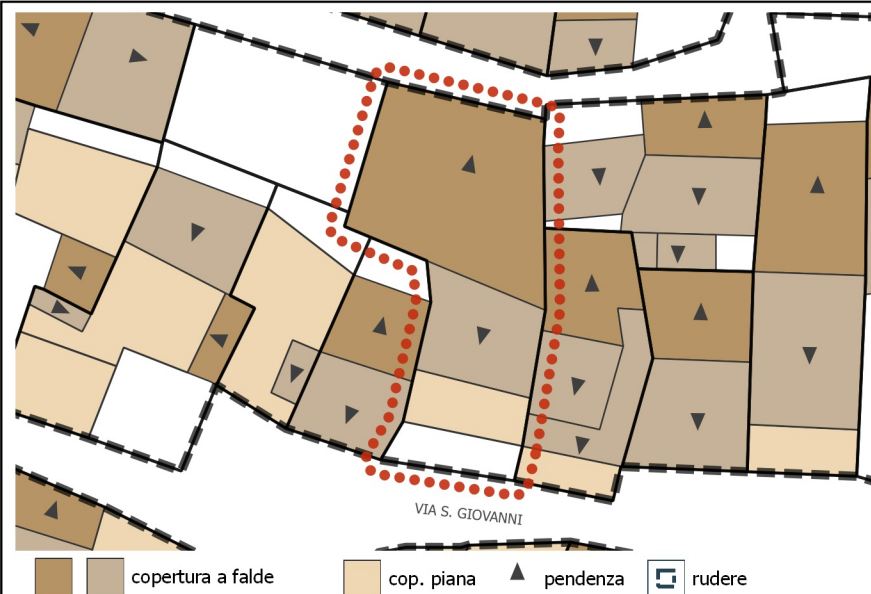 VIA S. GIOVANNI
copertura a falde
cop. piana
pendenza
rudere